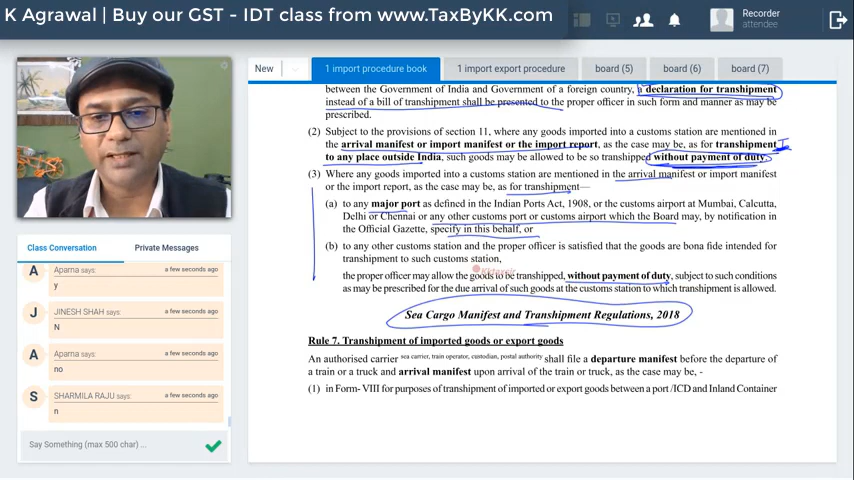 K Agrawal | Buy our GST - IDT class from www.TaxByKK.com
Recorder
attendee
New
1 import procedure book
1 import export procedure
board (5)
board (6)
board (7)
between the Government of India and Government of a foreign country, a declaration for transhipment
instead of a bill of transhipment shall be presented to the proper officer in such form and manner as may be
prescribed.
(2) Subject to the provisions of section 11, where any goods imported into a customs station are mentioned in
the arrival manifest or import manifest or the import report, as the case may be, as for transhipment
to any place outside India, such goods may be allowed to be so transhipped without payment of duty.
(3) Where any goods imported into a customs station are mentioned in the arrival manifest or import manifest
or the import report, as the case may be, as for transhipment—
(a) to any major port as defined in the Indian Ports Act, 1908, or the customs airport at Mumbai, Calcutta,
Delhi or Chennai or any other customs port or customs airport which the Board may, by notification in
the Official Gazette, specify in this behalf, or
(b) to any other customs station and the proper officer is satisfied that the goods are bona fide intended for
transhipment to such customs station,
the proper officer may allow the goods to be transhipped, without payment of duty, subject to such conditions
as may be prescribed for the due arrival of such goods at the customs station to which transhipment is allowed.
Sea Cargo Manifest and Transhipment Regulations, 2018
Rule 7. Transhipment of imported goods or export goods
An authorised carrier sea carrier, train operator, custodian, postal authority shall file a departure manifest before the departure of
a train or a truck and arrival manifest upon arrival of the train or truck, as the case may be, -
(1) in Form- VIII for purposes of transhipment of imported or export goods between a port /ICD and Inland Container
Class Conversation
Private Messages
A
Aparna says:
a few seconds ago
y
J
JINESH SHAH says:
a few seconds ago
N
A
Aparna says:
a few seconds ago
no
S
SHARMILA RAJU says:
a few seconds ago
n
Say Something (max 500 char) ...